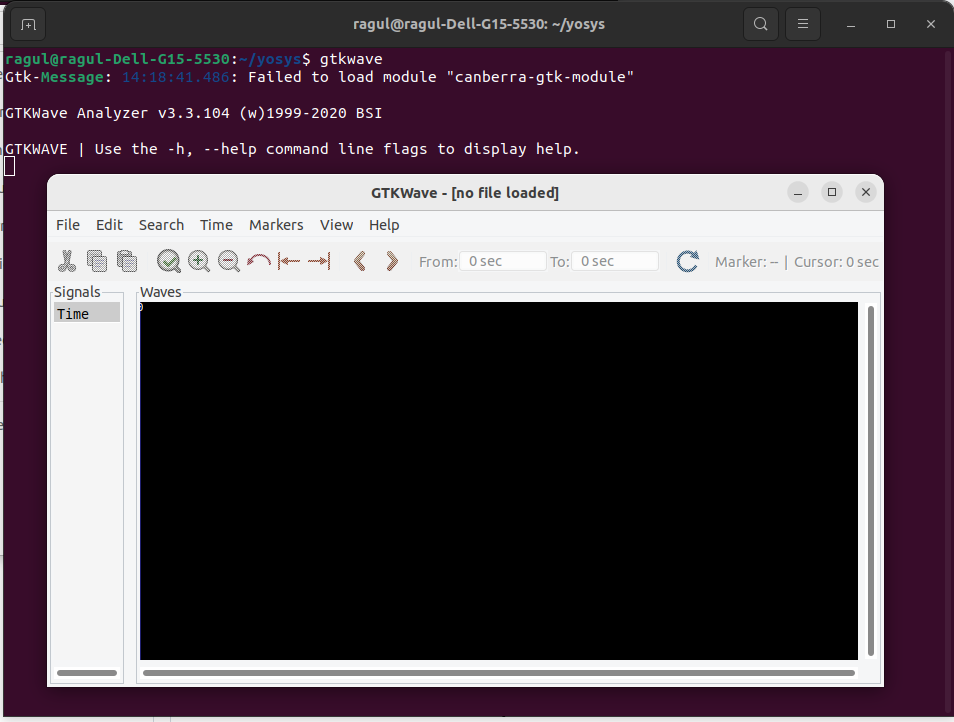 ragul@ragul-Dell-G15-5530: ~/yosys
ragul@ragul-Dell-G15-5530:~/yosys$ gtkwave
Gtk-Message: 14:18:41.486: Failed to load module "canberra-gtk-module"
GTKWave Analyzer v3.3.104 (w)1999-2020 BSI
GTKWAVE | Use the -h, --help command line flags to display help.
GTKWave - [no file loaded]
File Edit Search Time Markers View Help
From: 0 sec To: 0 sec Marker: -- | Cursor: 0 sec
Signals Waves
Time 0